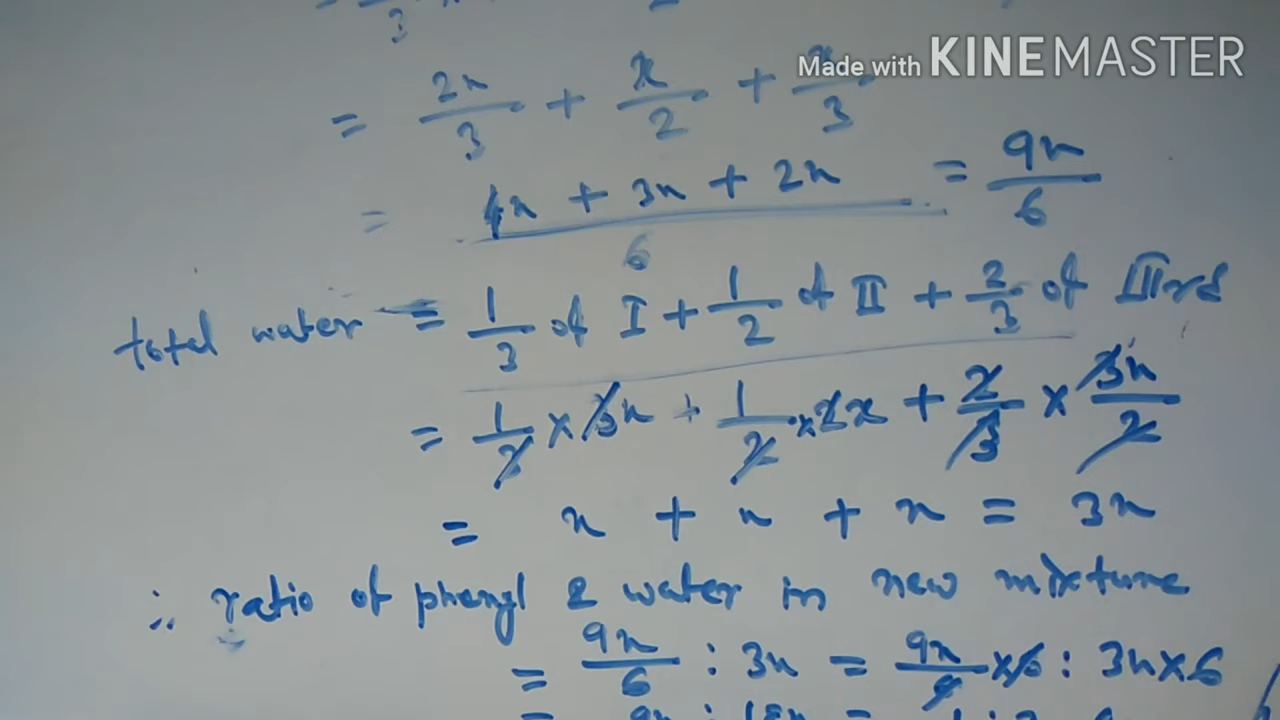 3
Made with KINEMASTER
= 2x/3 + x/2 + x/3
= 4x + 3x + 2x / 6 = 9x/6
total water = 1/3 of I + 1/2 of II + 2/3 of IIIrd
= 1/3 × 3x + 1/2 × 2x + 2/3 × 3x/2
= x + x + x = 3x
∴ ratio of phenyl & water in new mixture
= 9x/6 : 3x = 9x/6 × 6 : 3x × 6